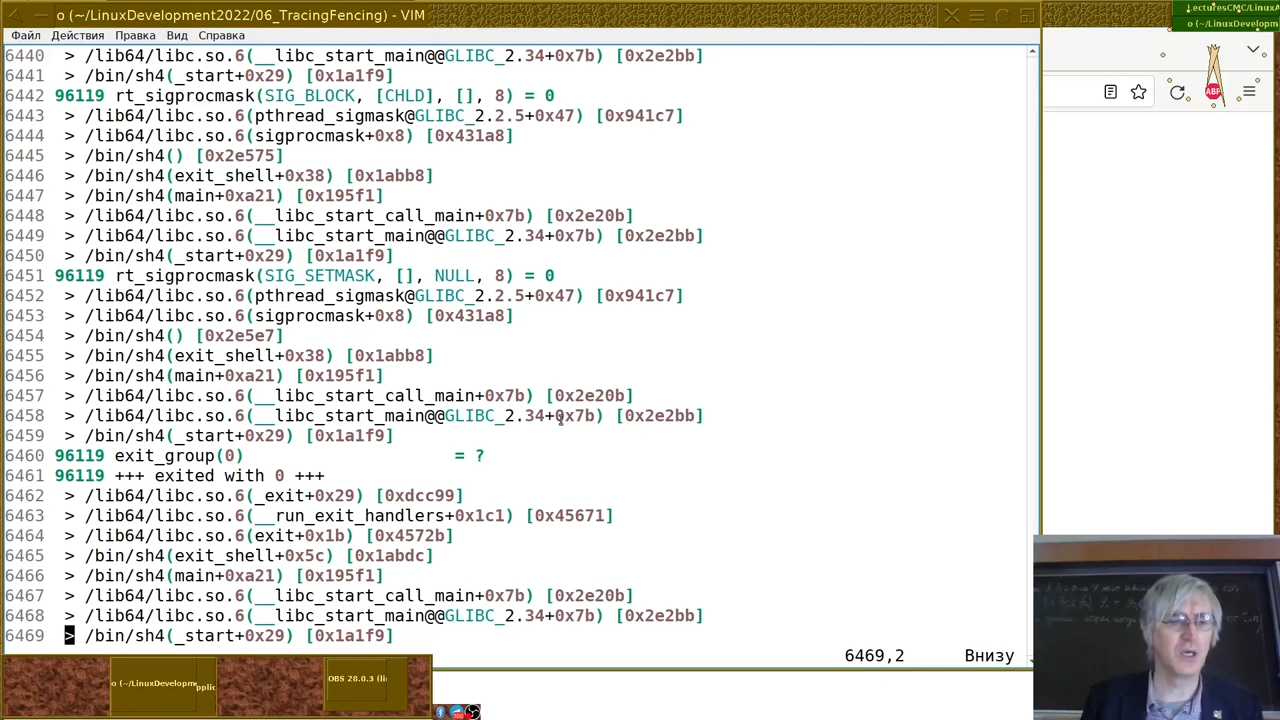 o (~/LinuxDevelopment2022/06_TracingFencing) - VIM
Файл Действия Правка Вид Справка
6440 > /lib64/libc.so.6(__libc_start_main@@GLIBC_2.34+0x7b) [0x2e2bb]
6441 > /bin/sh4(_start+0x29) [0x1a1f9]
6442 96119 rt_sigprocmask(SIG_BLOCK, [CHLD], [], 8) = 0
6443 > /lib64/libc.so.6(pthread_sigmask@GLIBC_2.2.5+0x47) [0x941c7]
6444 > /lib64/libc.so.6(sigprocmask+0x8) [0x431a8]
6445 > /bin/sh4() [0x2e575]
6446 > /bin/sh4(exit_shell+0x38) [0x1abb8]
6447 > /bin/sh4(main+0xa21) [0x195f1]
6448 > /lib64/libc.so.6(__libc_start_call_main+0x7b) [0x2e20b]
6449 > /lib64/libc.so.6(__libc_start_main@@GLIBC_2.34+0x7b) [0x2e2bb]
6450 > /bin/sh4(_start+0x29) [0x1a1f9]
6451 96119 rt_sigprocmask(SIG_SETMASK, [], NULL, 8) = 0
6452 > /lib64/libc.so.6(pthread_sigmask@GLIBC_2.2.5+0x47) [0x941c7]
6453 > /lib64/libc.so.6(sigprocmask+0x8) [0x431a8]
6454 > /bin/sh4() [0x2e5e7]
6455 > /bin/sh4(exit_shell+0x38) [0x1abb8]
6456 > /bin/sh4(main+0xa21) [0x195f1]
6457 > /lib64/libc.so.6(__libc_start_call_main+0x7b) [0x2e20b]
6458 > /lib64/libc.so.6(__libc_start_main@@GLIBC_2.34+0x7b) [0x2e2bb]
6459 > /bin/sh4(_start+0x29) [0x1a1f9]
6460 96119 exit_group(0) = ?
6461 96119 +++ exited with 0 +++
6462 > /lib64/libc.so.6(_exit+0x29) [0xdcc99]
6463 > /lib64/libc.so.6(__run_exit_handlers+0x1c1) [0x45671]
6464 > /lib64/libc.so.6(exit+0x1b) [0x4572b]
6465 > /bin/sh4(exit_shell+0x5c) [0x1abdc]
6466 > /bin/sh4(main+0xa21) [0x195f1]
6467 > /lib64/libc.so.6(__libc_start_call_main+0x7b) [0x2e20b]
6468 > /lib64/libc.so.6(__libc_start_main@@GLIBC_2.34+0x7b) [0x2e2bb]
6469 > /bin/sh4(_start+0x29) [0x1a1f9]
6469,2 Внизу
LecturesCMC/LinuxA
o (~/LinuxDevelopm
ABP
o (~/LinuxDevelopm
OBS 28.0.3 (li